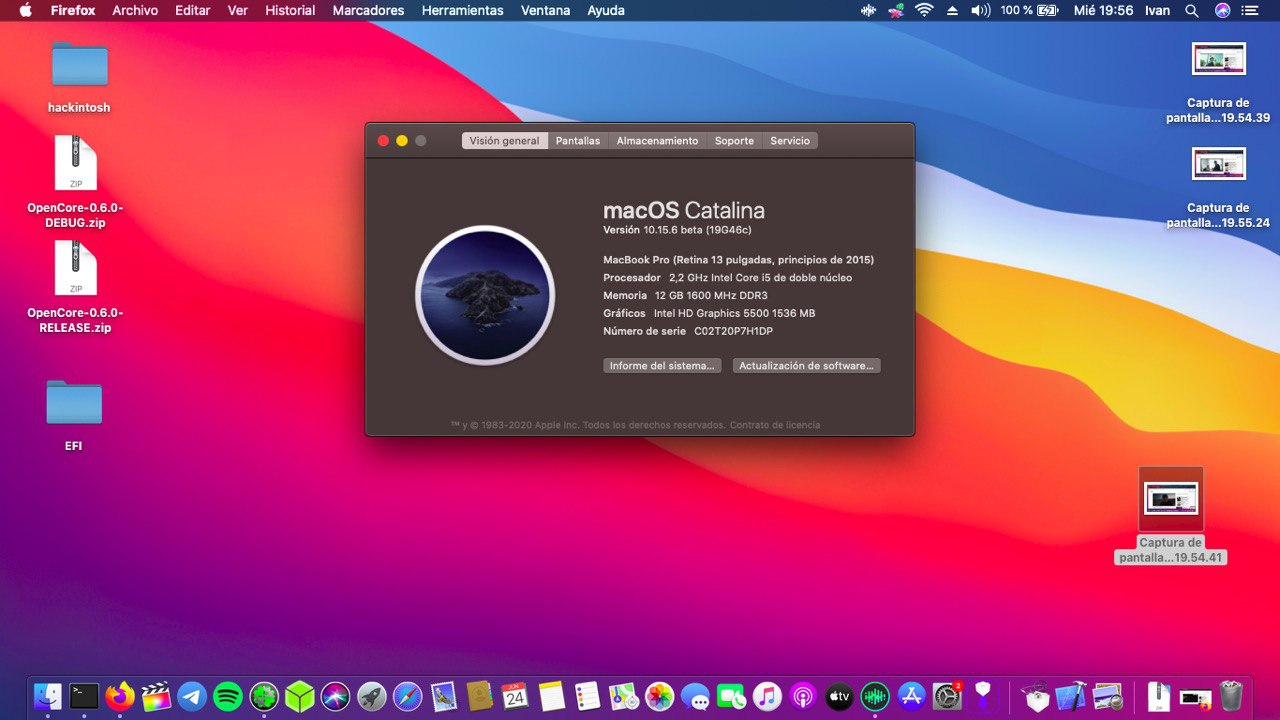 Firefox Archivo Editar Ver Historial Marcadores Herramientas Ventana Ayuda 100 % Mié 19:56 Ivan
hackintosh
ZIP
OpenCore-0.6.0-
DEBUG.zip
ZIP
OpenCore-0.6.0-
RELEASE.zip
EFI
Visión general Pantallas Almacenamiento Soporte Servicio
macOS Catalina
Versión 10.15.6 beta (19G46c)
MacBook Pro (Retina 13 pulgadas, principios de 2015)
Procesador 2,2 GHz Intel Core i5 de doble núcleo
Memoria 12 GB 1600 MHz DDR3
Gráficos Intel HD Graphics 5500 1536 MB
Número de serie C02T20P7H1DP
Informe del sistema... Actualización de software...
™ y © 1983-2020 Apple Inc. Todos los derechos reservados. Contrato de licencia
Captura de
pantalla...19.54.39
Captura de
pantalla...19.55.24
Captura de
pantalla...19.54.41
JUN
24
tv
2
ZIP